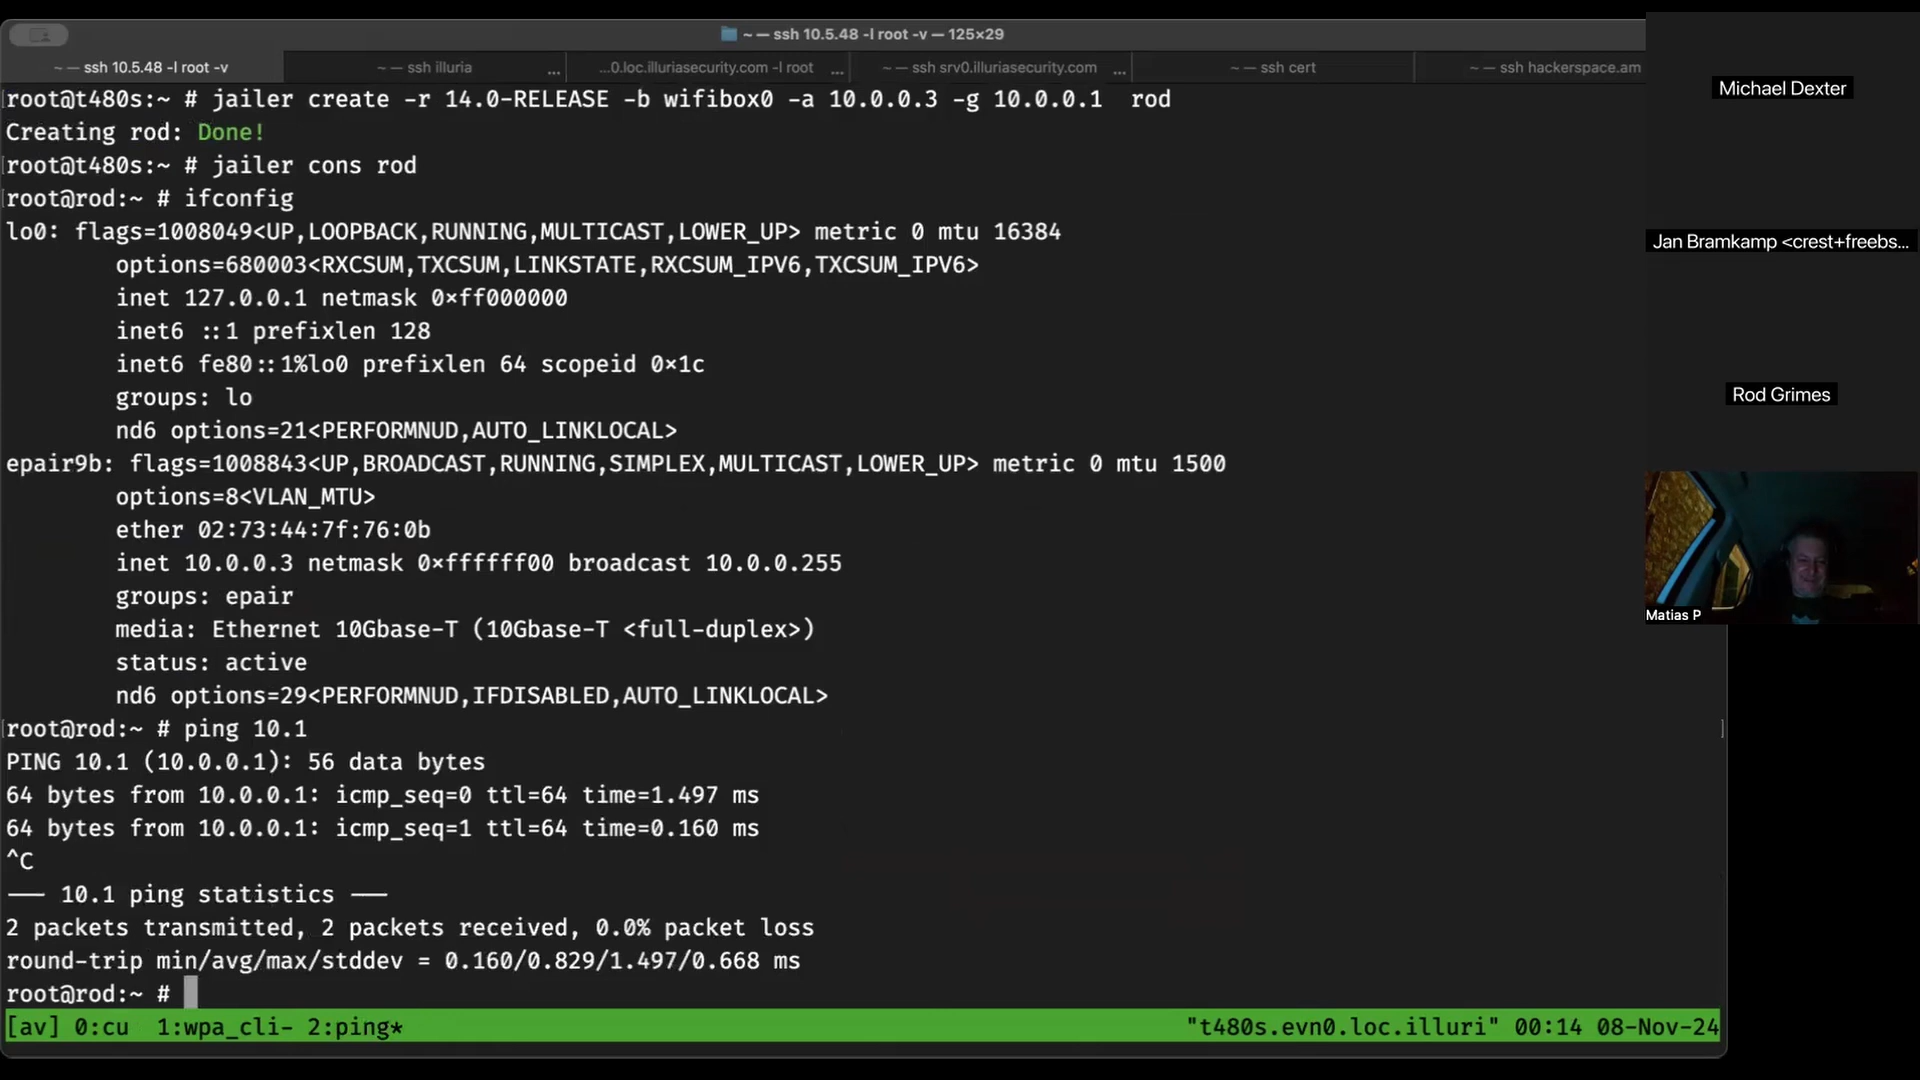 ~ — ssh 10.5.48 -l root -v — 125×29
~ — ssh 10.5.48 -l root -v
~ — ssh illuria ...
...0.loc.illuriasecurity.com -l root ...
~ — ssh srv0.illuriasecurity.com ...
~ — ssh cert
~ — ssh hackerspace.am
root@t480s:~ # jailer create -r 14.0-RELEASE -b wifibox0 -a 10.0.0.3 -g 10.0.0.1  rod
Creating rod: Done!
root@t480s:~ # jailer cons rod
root@rod:~ # ifconfig
lo0: flags=1008049<UP,LOOPBACK,RUNNING,MULTICAST,LOWER_UP> metric 0 mtu 16384
options=680003<RXCSUM,TXCSUM,LINKSTATE,RXCSUM_IPV6,TXCSUM_IPV6>
inet 127.0.0.1 netmask 0xff000000
inet6 ::1 prefixlen 128
inet6 fe80::1%lo0 prefixlen 64 scopeid 0x1c
groups: lo
nd6 options=21<PERFORMNUD,AUTO_LINKLOCAL>
epair9b: flags=1008843<UP,BROADCAST,RUNNING,SIMPLEX,MULTICAST,LOWER_UP> metric 0 mtu 1500
options=8<VLAN_MTU>
ether 02:73:44:7f:76:0b
inet 10.0.0.3 netmask 0xffffff00 broadcast 10.0.0.255
groups: epair
media: Ethernet 10Gbase-T (10Gbase-T <full-duplex>)
status: active
nd6 options=29<PERFORMNUD,IFDISABLED,AUTO_LINKLOCAL>
root@rod:~ # ping 10.1
PING 10.1 (10.0.0.1): 56 data bytes
64 bytes from 10.0.0.1: icmp_seq=0 ttl=64 time=1.497 ms
64 bytes from 10.0.0.1: icmp_seq=1 ttl=64 time=0.160 ms
^C
--- 10.1 ping statistics ---
2 packets transmitted, 2 packets received, 0.0% packet loss
round-trip min/avg/max/stddev = 0.160/0.829/1.497/0.668 ms
root@rod:~ #
[av] 0:cu  1:wpa_cli- 2:ping*
"t480s.evn0.loc.illuri" 00:14 08-Nov-24
Michael Dexter
Jan Bramkamp <crest+freebs...
Rod Grimes
Matias P